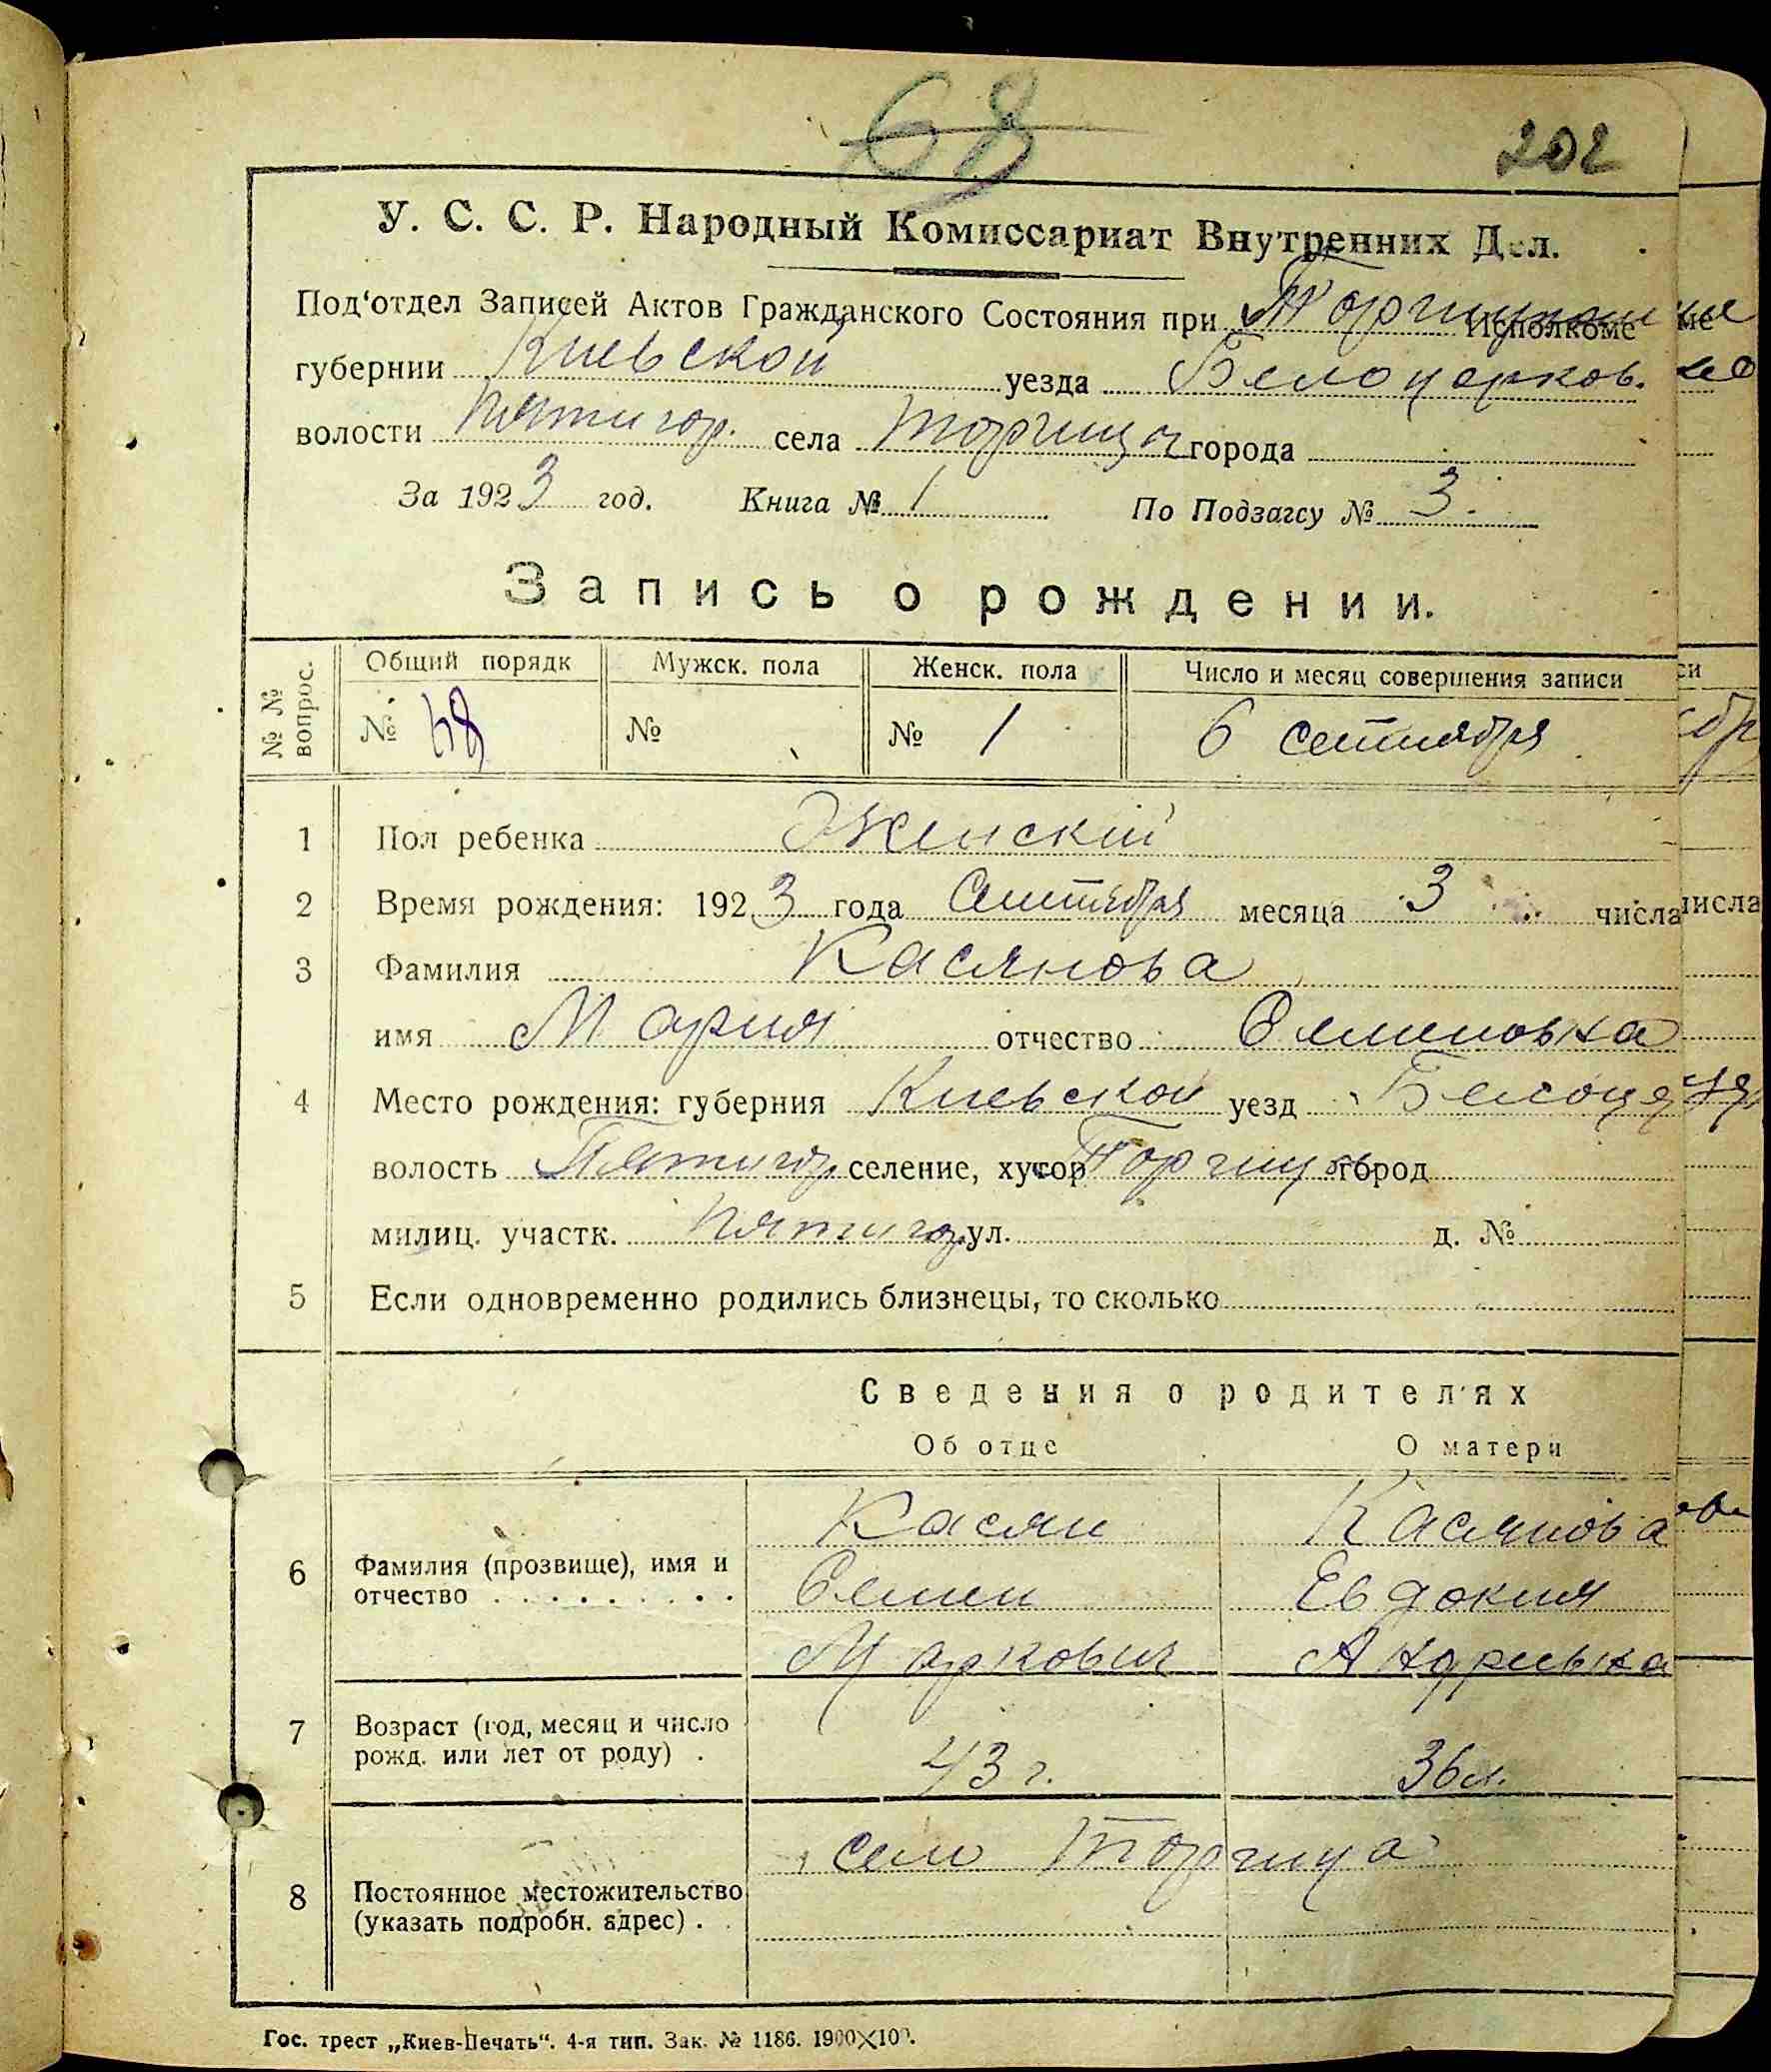 68
202
У. С. С. Р. Народный Комиссариат Внутренних Дел.
Под‘отдел Записей Актов Гражданского Состояния при Исполкоме
губернии Киевской уезда Белоцерков.
волости Пятигор. села Торчица города
За 1923 год. Книга № 1 По Подзагсу № 3.
Запись о рождении.
№ № вопрос. Общий порядк Мужск. пола Женск. пола Число и месяц совершения записи
№ 68 № № 1 6 Сентября
1 Пол ребенка Женский
2 Время рождения: 1923 года Сентября месяца 3 числа
3 Фамилия Касянова
имя Мария отчество Семеновна
4 Место рождения: губерния Киевской уезд Белоце
волость Пятигор селение, хутор Торчица город
милиц. участк. Пятигор. ул. д. №
5 Если одновременно родились близнецы, то сколько
Сведения о родителях
Об отце О матери
Касян Касянова
6 Фамилия (прозвище), имя и
отчество Семен Евдокия
Маркович Андреевна
7 Возраст (год, месяц и число
рожд. или лет от роду) 43 г. 36 л.
село Торчица
8 Постоянное местожительство
(указать подробн. адрес)
Гос. трест „Киев-Печать“. 4-я тип. Зак. № 1186. 1900X100.